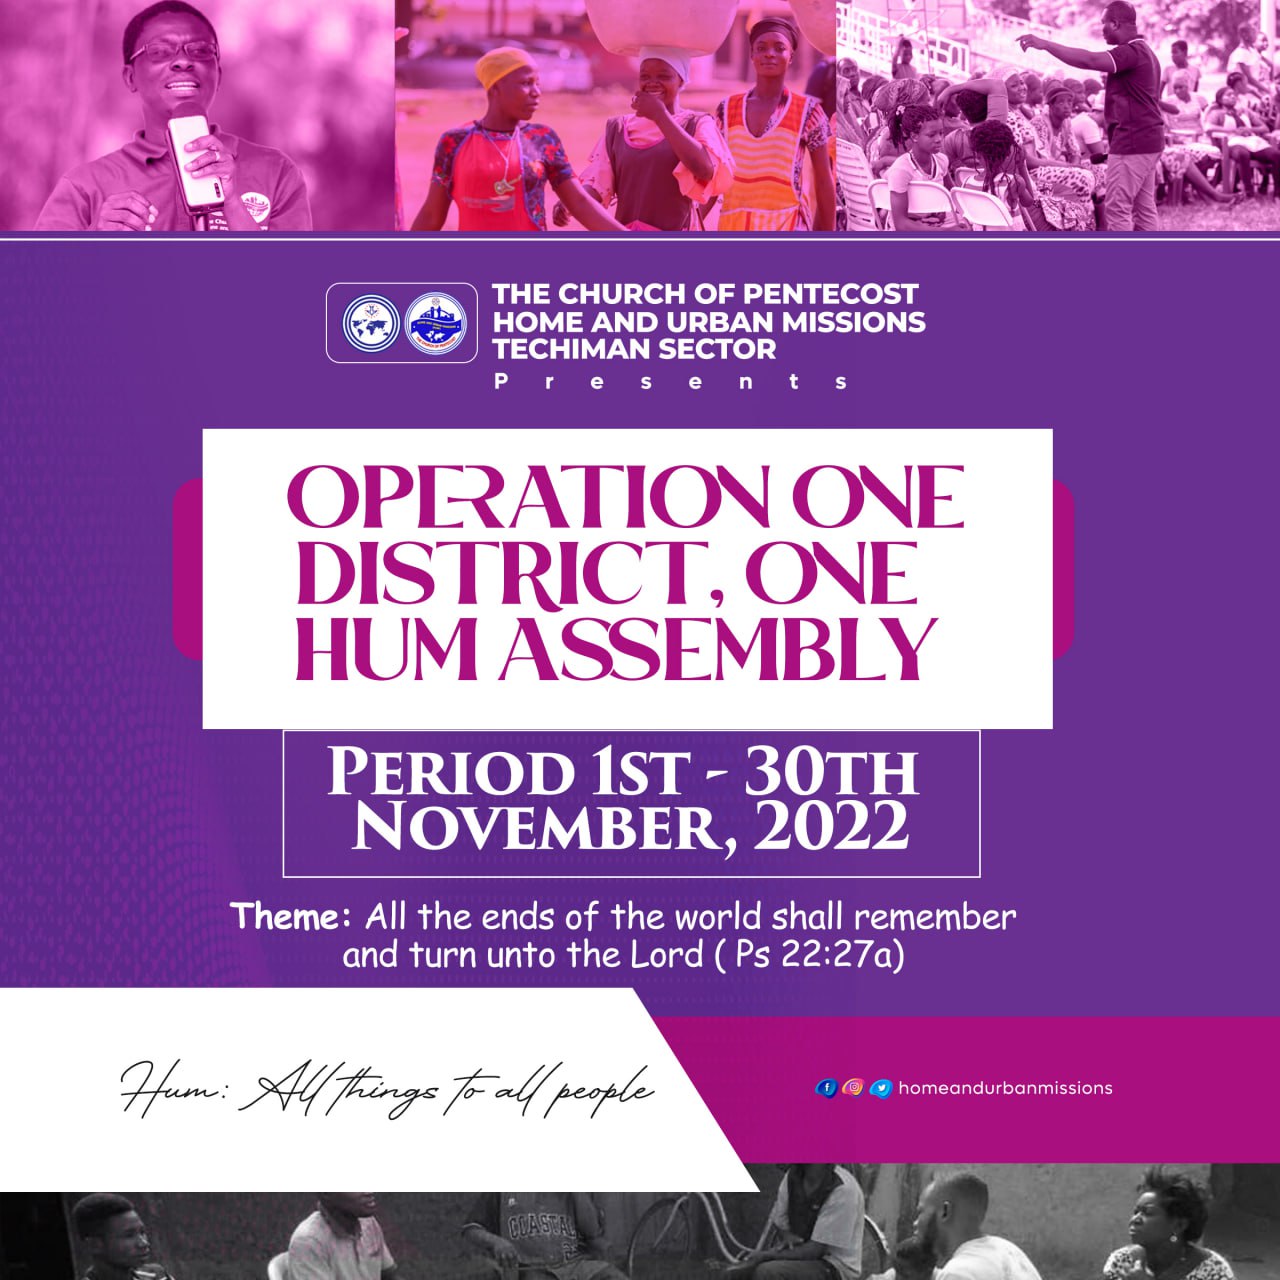 THE CHURCH OF PENTECOST
HOME AND URBAN MISSIONS
TECHIMAN SECTOR
Presents
OPERATION ONE
DISTRICT, ONE
HUM ASSEMBLY
PERIOD 1ST - 30TH
NOVEMBER, 2022
Theme: All the ends of the world shall remember
and turn unto the Lord ( Ps 22:27a)
Hum: All things to all people
homeandurbanmissions
COASTAL